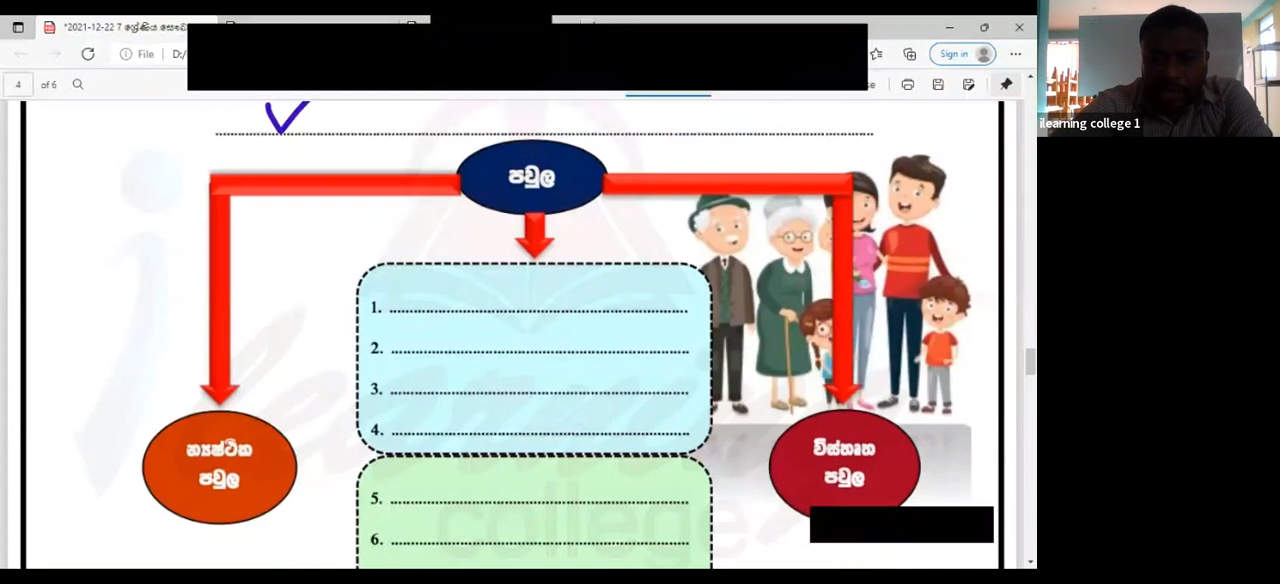 *2021-12-22 7 ශ්‍රේණිය සෞඛ්‍
File
D:/
Sign in
4
of 6
ilearning college 1
පවුල
1.
2.
3.
4.
න්‍යෂ්ඨික
පවුල
විස්තෘත
පවුල
5.
6.
college